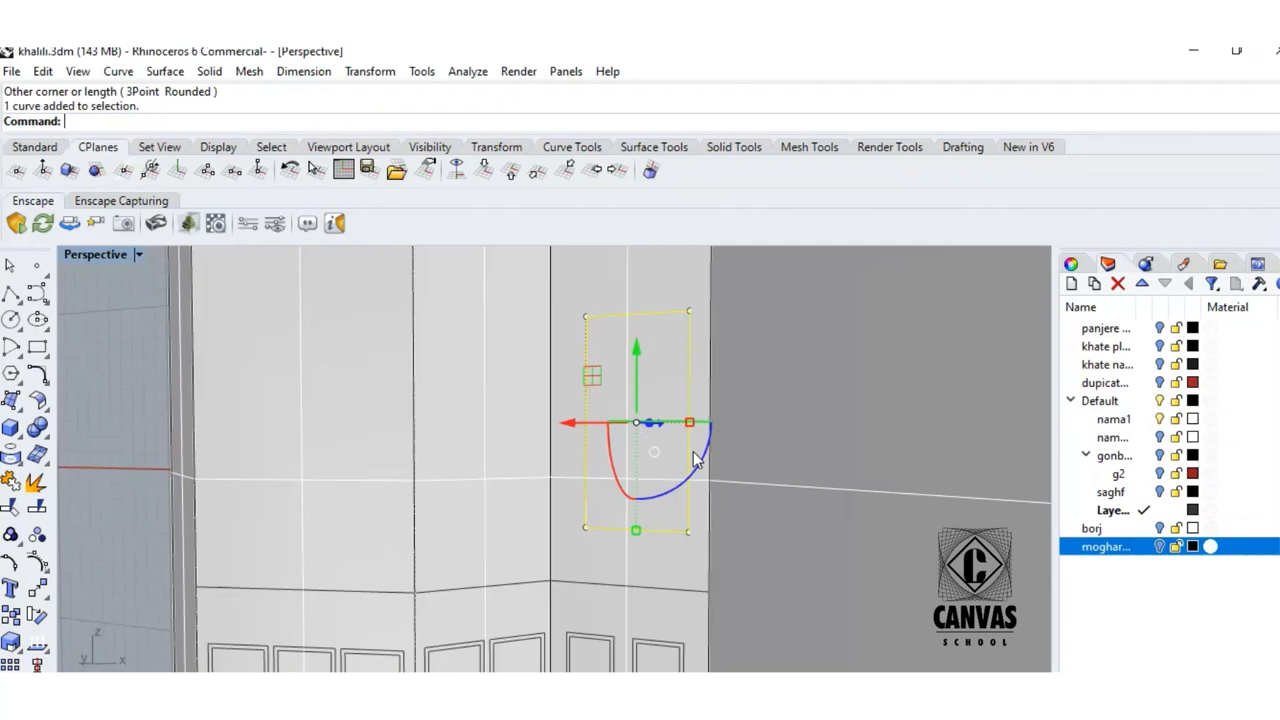 khalili.3dm (143 MB) - Rhinoceros 6 Commercial- - [Perspective]
File Edit View Curve Surface Solid Mesh Dimension Transform Tools Analyze Render Panels Help
Other corner or length ( 3Point Rounded )
1 curve added to selection.
Command:
Standard CPlanes Set View Display Select Viewport Layout Visibility Transform Curve Tools Surface Tools Solid Tools Mesh Tools Render Tools Drafting New in V6
Enscape Enscape Capturing
Perspective
Name Material
panjere ...
khate pl...
khate na...
dupicat...
Default
nama1
nam...
gonb...
g2
saghf
Laye...
borj
moghar...
z
y x
C
CANVAS
SCHOOL